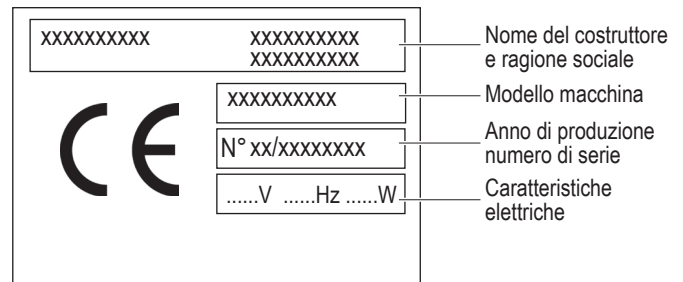 xxxxxxxxxx xxxxxxxxxx
xxxxxxxxxx
Nome del costruttore
e ragione sociale
xxxxxxxxxx
Modello macchina
CE
N° xx/xxxxxxxx
Anno di produzione
numero di serie
......V ......Hz ......W
Caratteristiche
elettriche